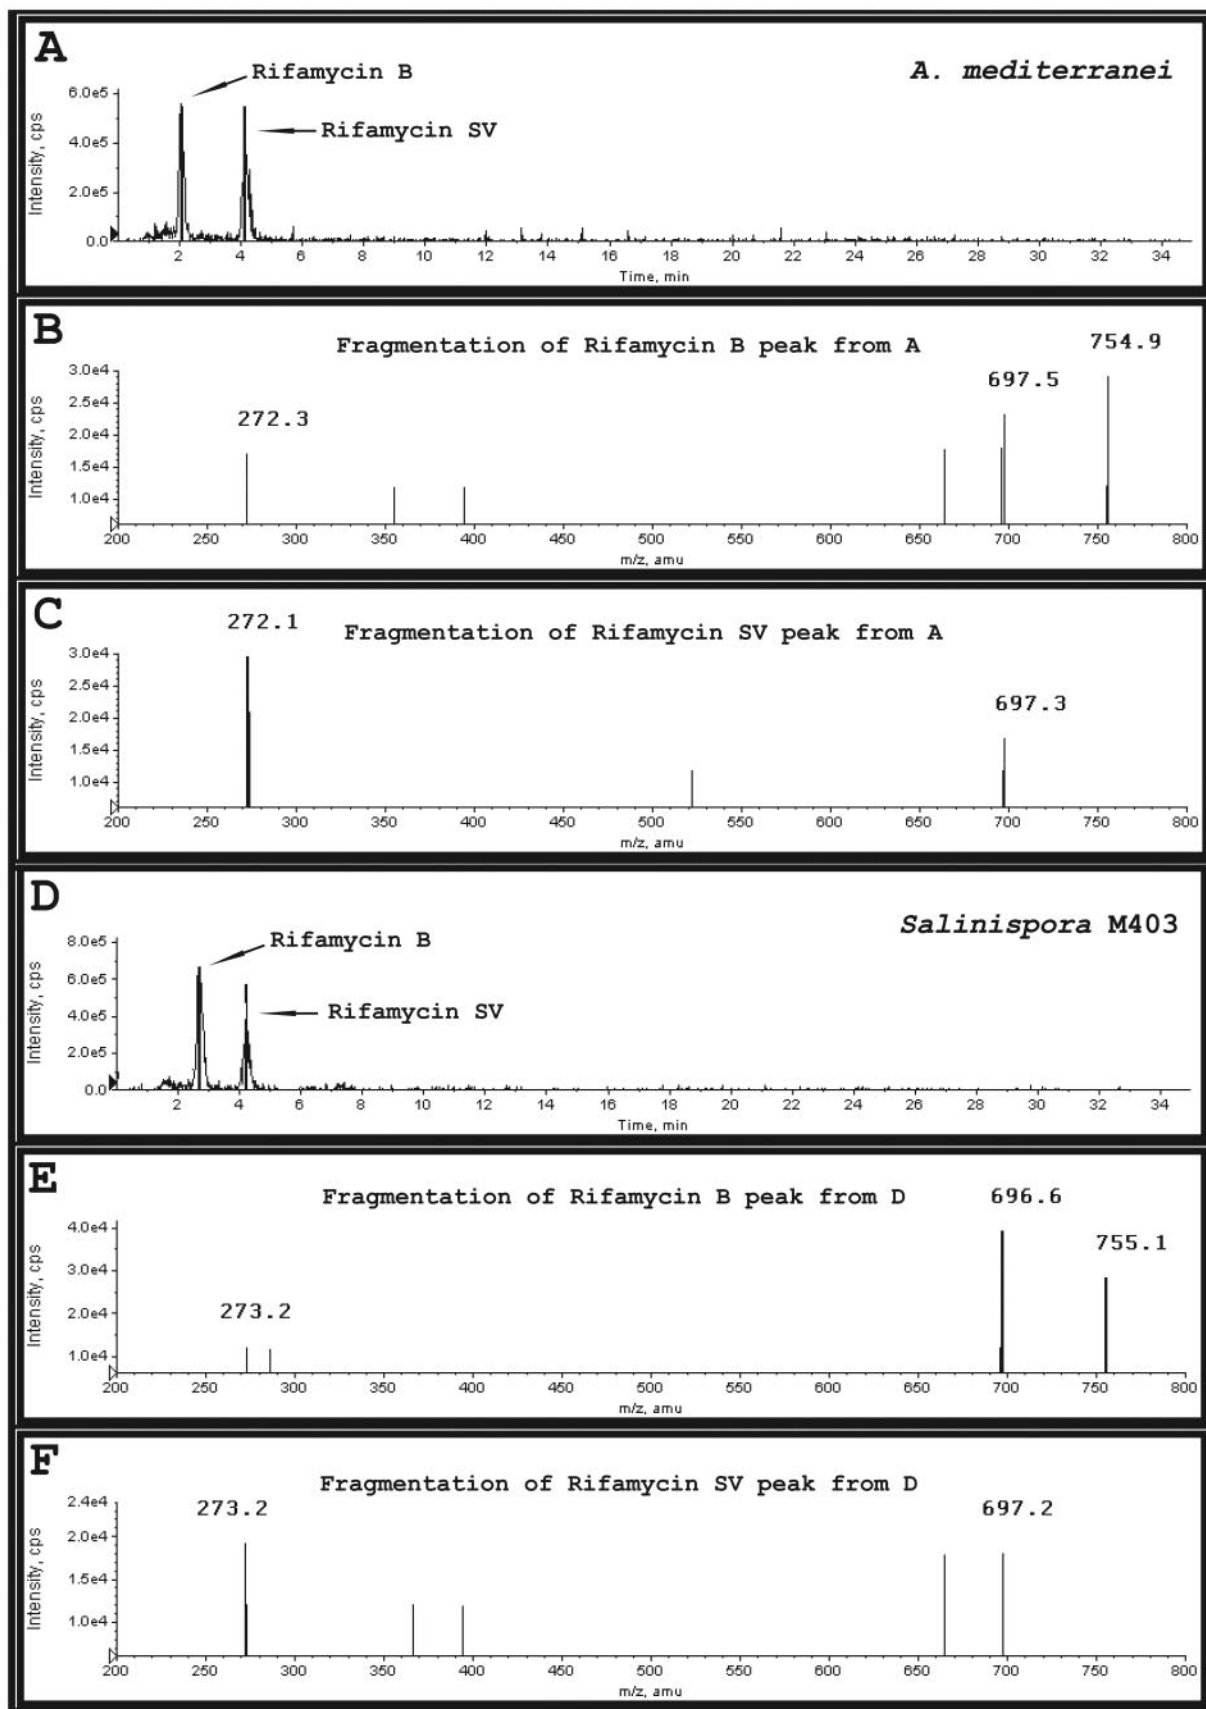 A
Rifamycin B
A. mediterranei
Rifamycin SV
Intensity, cps
6.0e5
4.0e5
2.0e5
0.0
2 4 6 8 10 12 14 16 18 20 22 24 26 28 30 32 34
Time, min
B
Fragmentation of Rifamycin B peak from A
754.9
697.5
272.3
Intensity, cps
3.0e4
2.5e4
2.0e4
1.5e4
1.0e4
200 250 300 350 400 450 500 550 600 650 700 750 800
m/z, amu
C
272.1
Fragmentation of Rifamycin SV peak from A
697.3
Intensity, cps
3.0e4
2.5e4
2.0e4
1.5e4
1.0e4
200 250 300 350 400 450 500 550 600 650 700 750 800
m/z, amu
D
Rifamycin B
Salinispora M403
Rifamycin SV
Intensity, cps
8.0e5
6.0e5
4.0e5
2.0e5
0.0
2 4 6 8 10 12 14 16 18 20 22 24 26 28 30 32 34
Time, min
E
Fragmentation of Rifamycin B peak from D
696.6
755.1
273.2
Intensity, cps
4.0e4
3.0e4
2.0e4
1.0e4
200 250 300 350 400 450 500 550 600 650 700 750 800
m/z, amu
F
Fragmentation of Rifamycin SV peak from D
273.2
697.2
Intensity, cps
2.4e4
2.0e4
1.5e4
1.0e4
200 250 300 350 400 450 500 550 600 650 700 750 800
m/z, amu